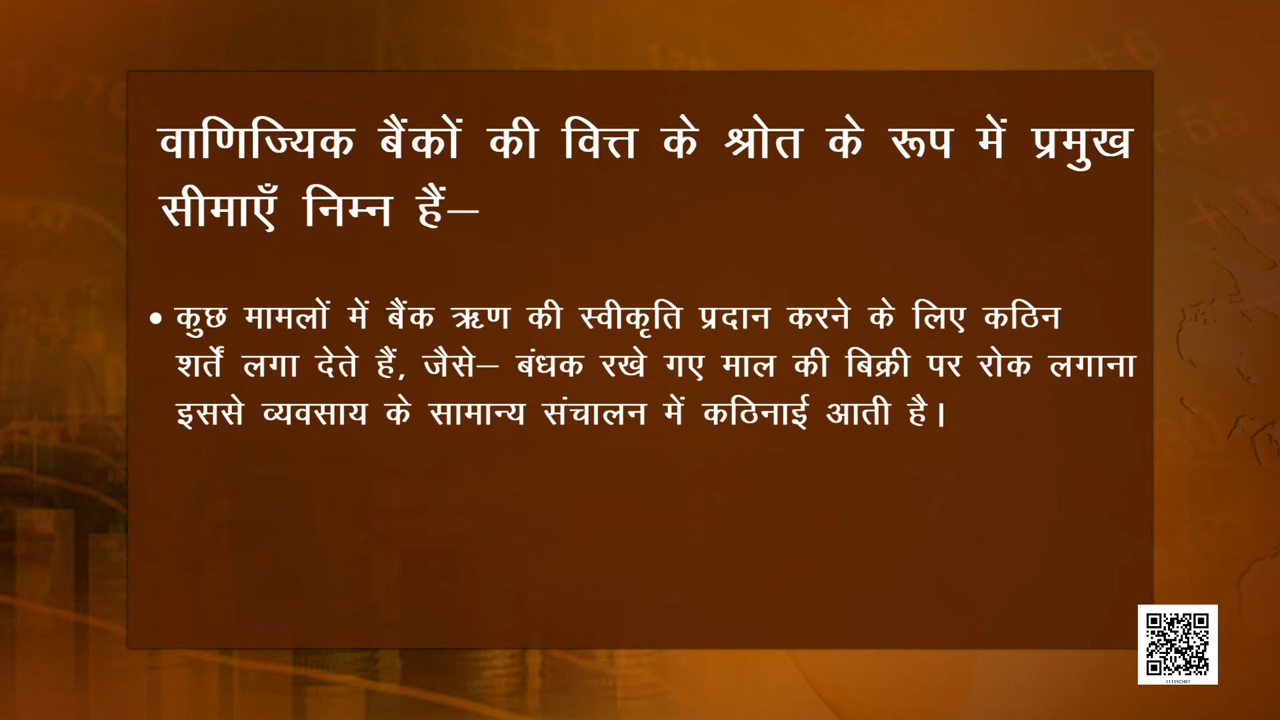 वाणिज्यिक बैंकों की वित्त के श्रोत के रूप में प्रमुख
सीमाएँ निम्न हैं–
• कुछ मामलों में बैंक ऋण की स्वीकृति प्रदान करने के लिए कठिन
शर्तें लगा देते हैं, जैसे– बंधक रखे गए माल की बिक्री पर रोक लगाना
इससे व्यवसाय के सामान्य संचालन में कठिनाई आती है।